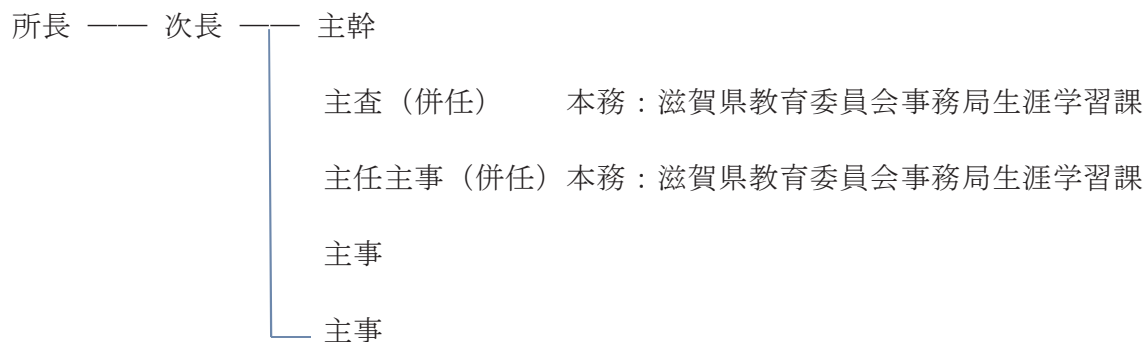 所長 ―― 次長 ―― 主幹
主査（併任） 本務：滋賀県教育委員会事務局生涯学習課
主任主事（併任）本務：滋賀県教育委員会事務局生涯学習課
主事
主事